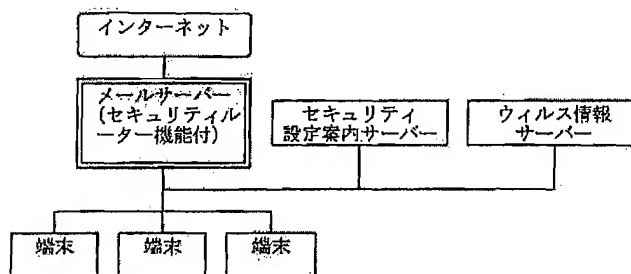 インターネット
メールサーバー
(セキュリティル
ーター機能付)
セキュリティ
設定案内サーバー
ウィルス情報
サーバー
端末
端末
端末